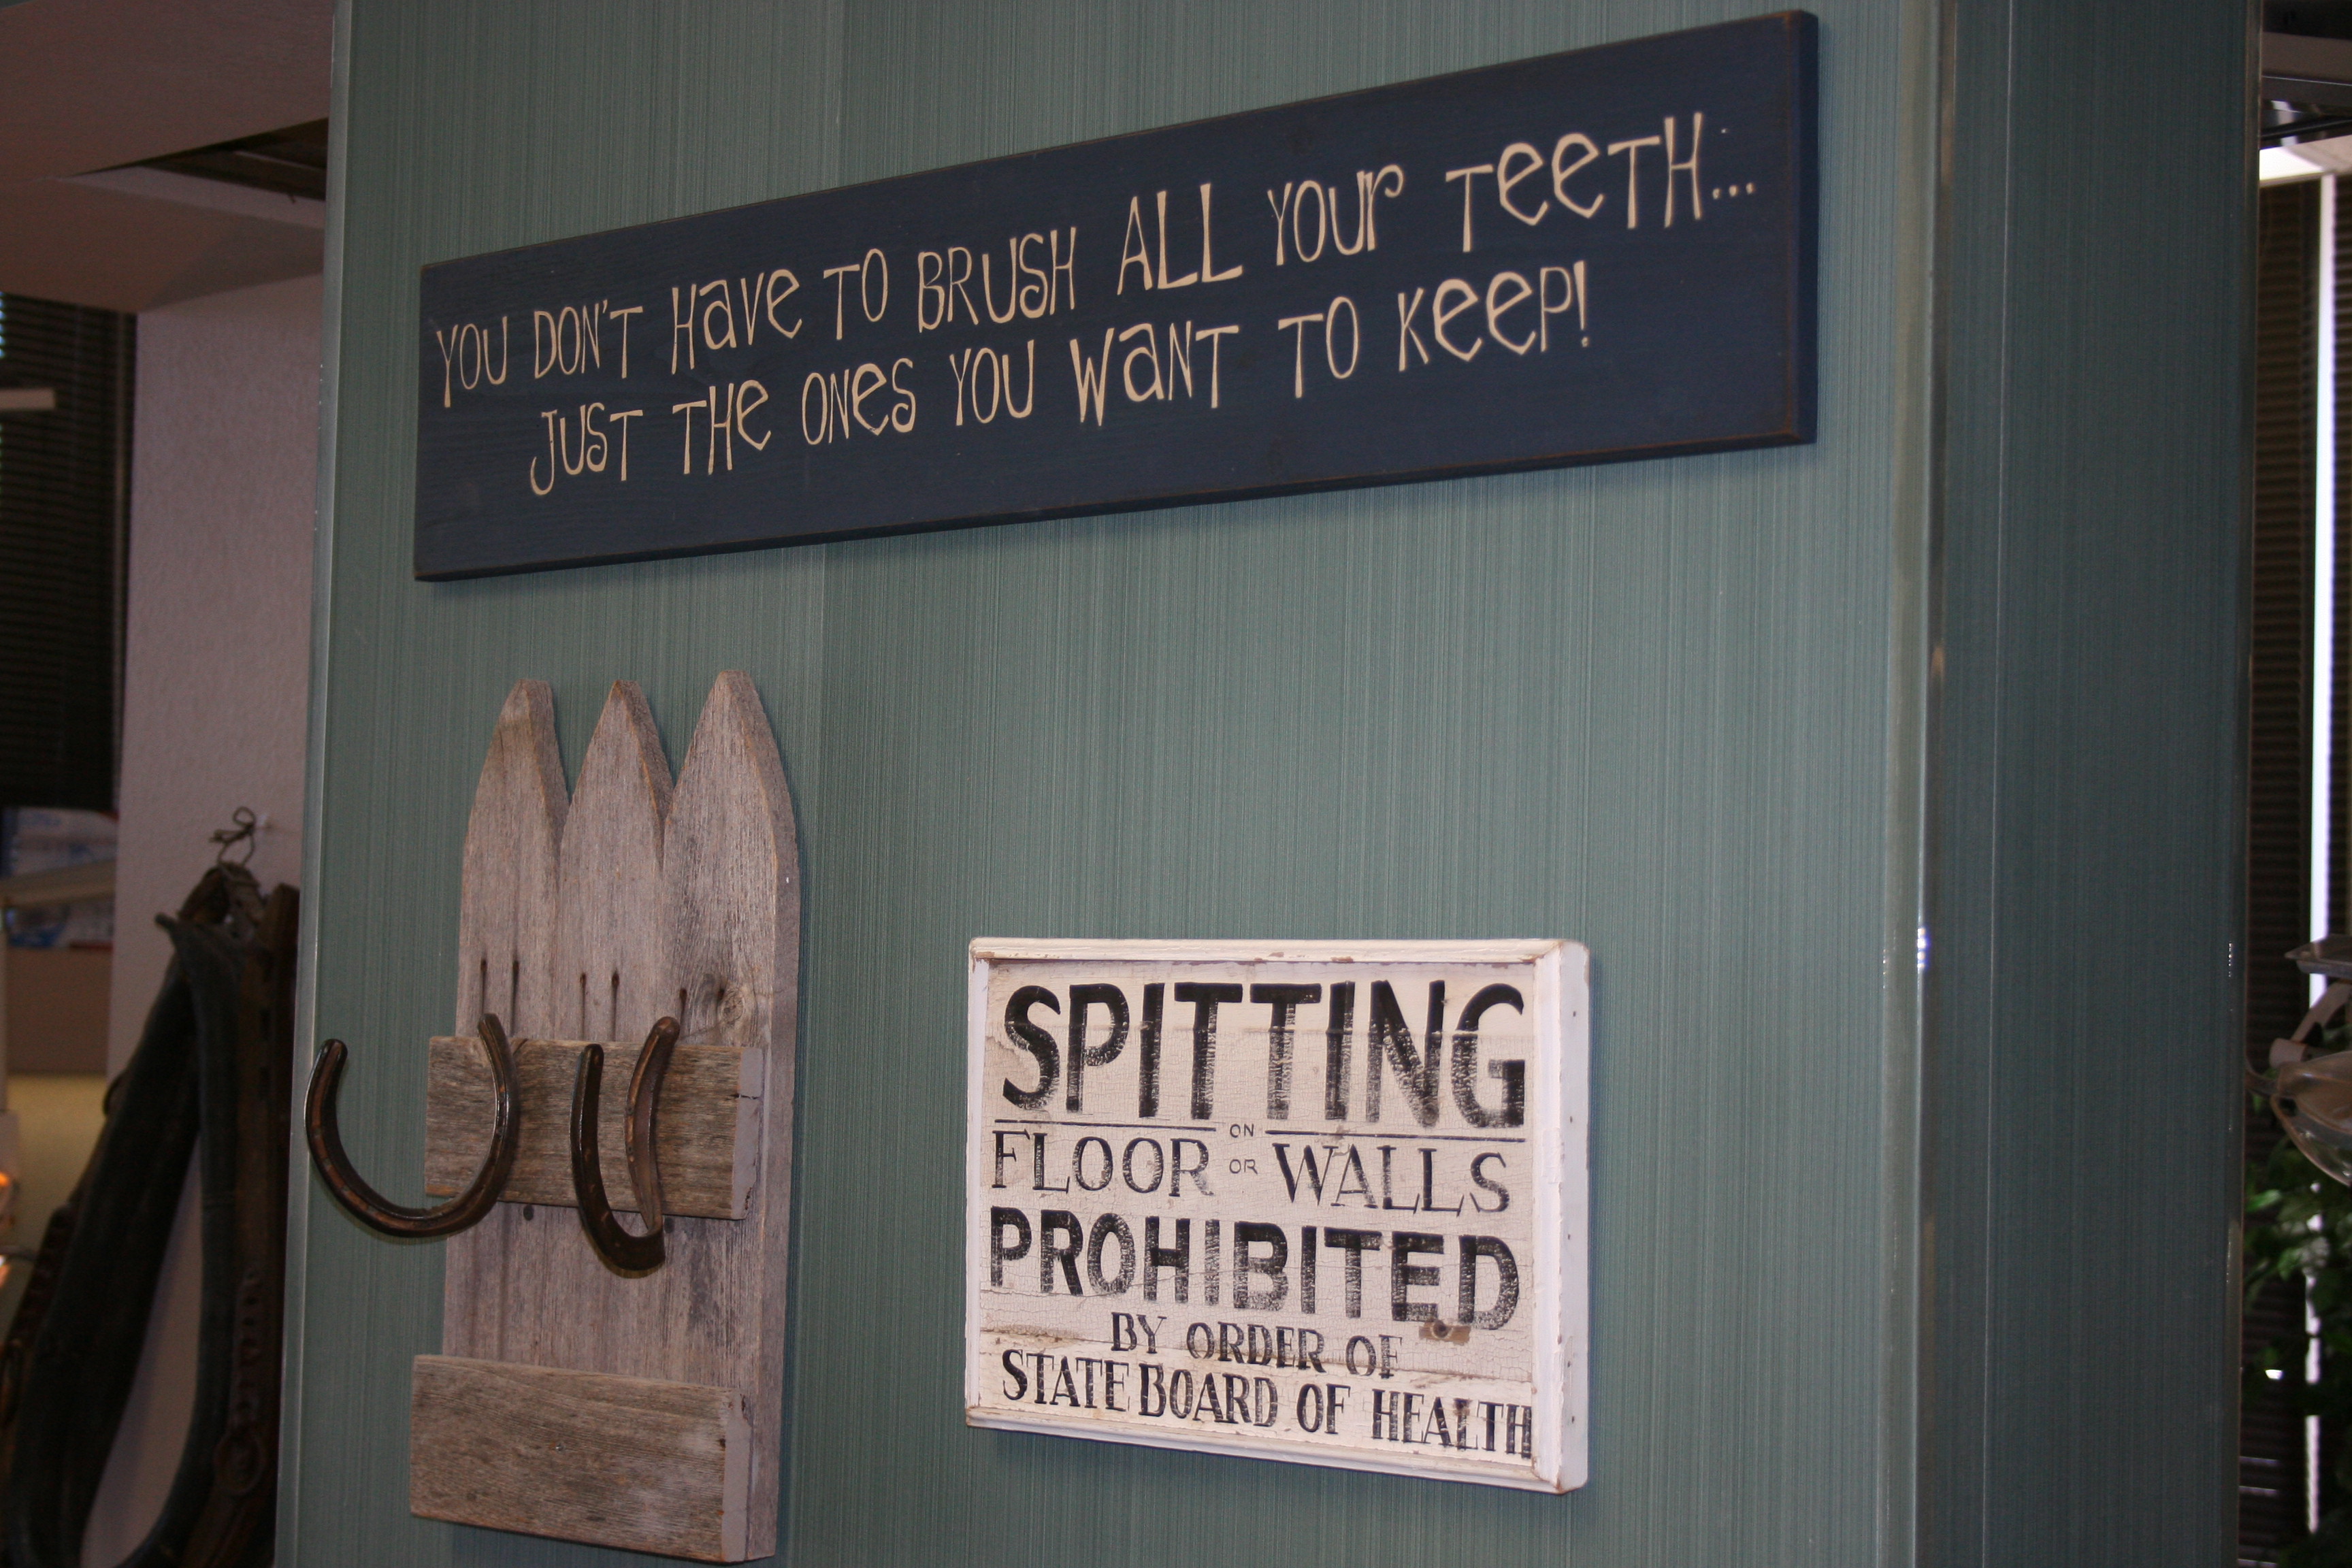 YOU DON'T Have TO BRUSH ALL YOur TeeTH...
JUST THe ONes YOU WanT TO KeeP!
SPITTING
ON
FLOOR OR WALLS
PROHIBITED
BY ORDER OF
STATE BOARD OF HEALTH